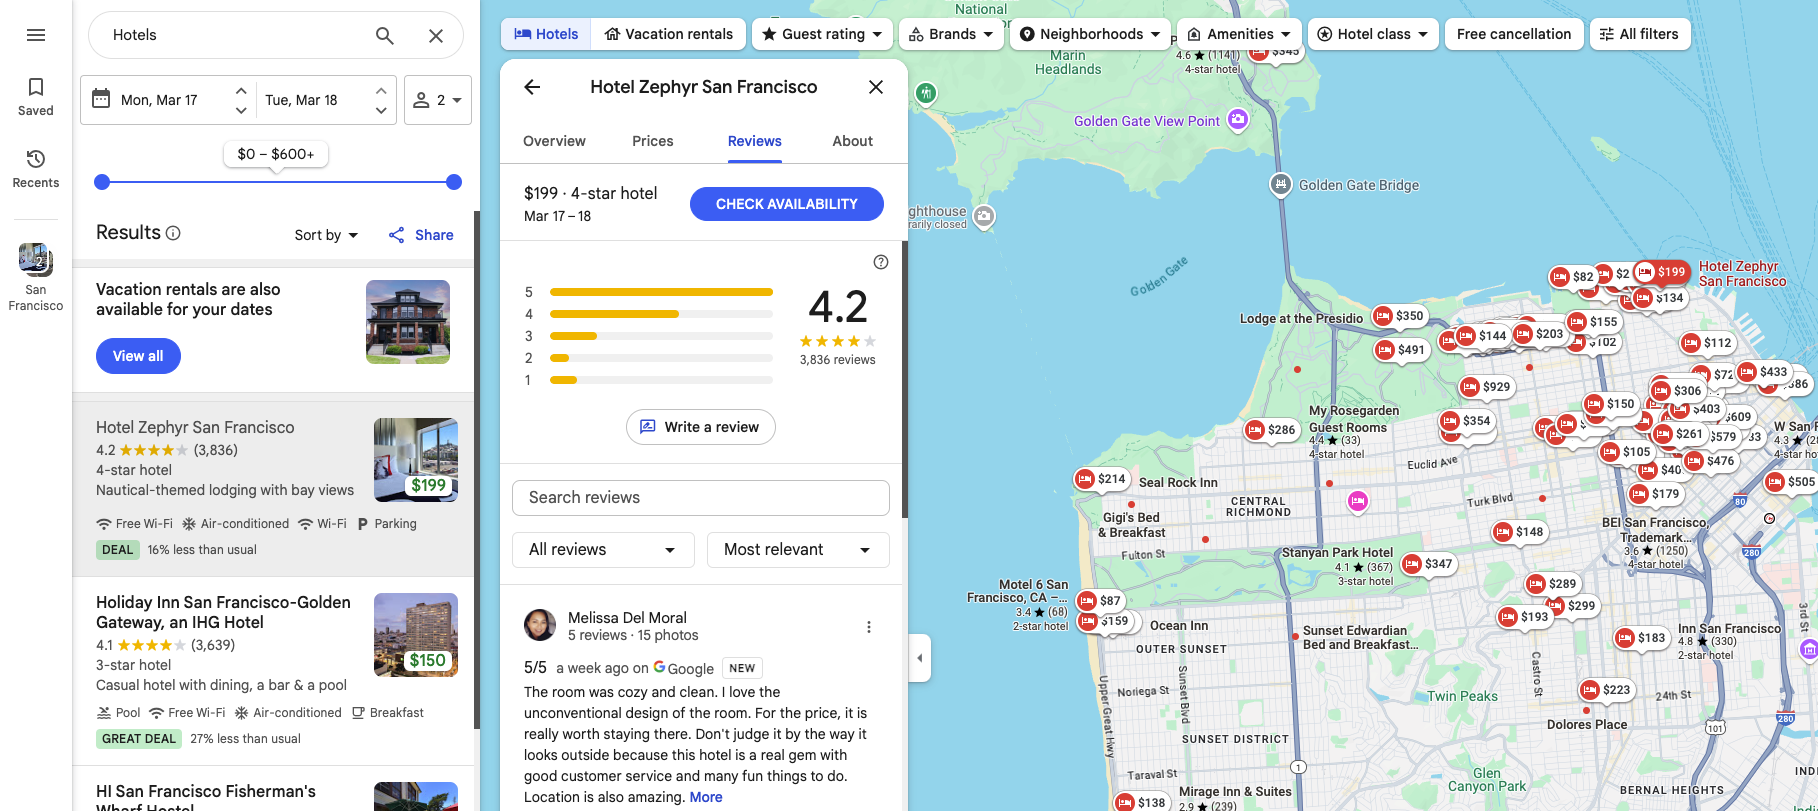 Hotels
Saved
Recents
San
Francisco
Mon, Mar 17
Tue, Mar 18
2
$0 – $600+
Results
Sort by
Share
Vacation rentals are also
available for your dates
View all
Hotel Zephyr San Francisco
4.2 (3,836)
4-star hotel
Nautical-themed lodging with bay views
$199
Free Wi-Fi Air-conditioned Wi-Fi Parking
DEAL 16% less than usual
Holiday Inn San Francisco-Golden
Gateway, an IHG Hotel
4.1 (3,639)
3-star hotel
Casual hotel with dining, a bar & a pool
$150
Pool Free Wi-Fi Air-conditioned Breakfast
GREAT DEAL 27% less than usual
HI San Francisco Fisherman's
Wharf Hostel
Hotels Vacation rentals Guest rating Brands Neighborhoods Amenities Hotel class Free cancellation All filters
Hotel Zephyr San Francisco
Overview Prices Reviews About
$199 · 4-star hotel
Mar 17 – 18
CHECK AVAILABILITY
5
4
3
2
1
4.2
3,836 reviews
Write a review
Search reviews
All reviews
Most relevant
Melissa Del Moral
5 reviews · 15 photos
5/5 a week ago on Google NEW
The room was cozy and clean. I love the
unconventional design of the room. For the price, it is
really worth staying there. Don't judge it by the way it
looks outside because this hotel is a real gem with
good customer service and many fun things to do.
Location is also amazing. More
National
Marin
Headlands
4.6 (1141)
4-star hotel
$345
Golden Gate View Point
Golden Gate Bridge
ghthouse
rarily closed
Golden Gate
$82
$199
Hotel Zephyr
San Francisco
$134
Lodge at the Presidio
$350
$491
$144
$203
$155
$102
$112
$433
$306
$929
$150
$403
$609
My Rosegarden
Guest Rooms
4.4 (33)
4-star hotel
$286
$354
$261
$579
W San F
4.3
4-star ho
$105
$476
Euclid Ave
$214
Seal Rock Inn
CENTRAL
RICHMOND
Turk Blvd
$179
$505
80
Gigi's Bed
& Breakfast
Fulton St
$148
BEI San Francisco,
Trademark...
3.6 (1250)
4-star hotel
280
Stanyan Park Hotel
4.1 (367)
3-star hotel
$347
Motel 6 San
Francisco, CA –...
3.4 (68)
2-star hotel
$87
$159
$289
$299
$193
3rd St
Ocean Inn
OUTER SUNSET
Sunset Edwardian
Bed and Breakfast...
$183
Inn San Francisco
4.8 (330)
2-star hotel
Upper Great Hwy
Noriega St
Sunset Blvd
Castro St
Twin Peaks
$223
24th St
Dolores Place
280
101
SUNSET DISTRICT
1
Taraval St
Glen
Canyon Park
BERNAL HEIGHTS
IND
$138
Mirage Inn & Suites
2.9 (239)